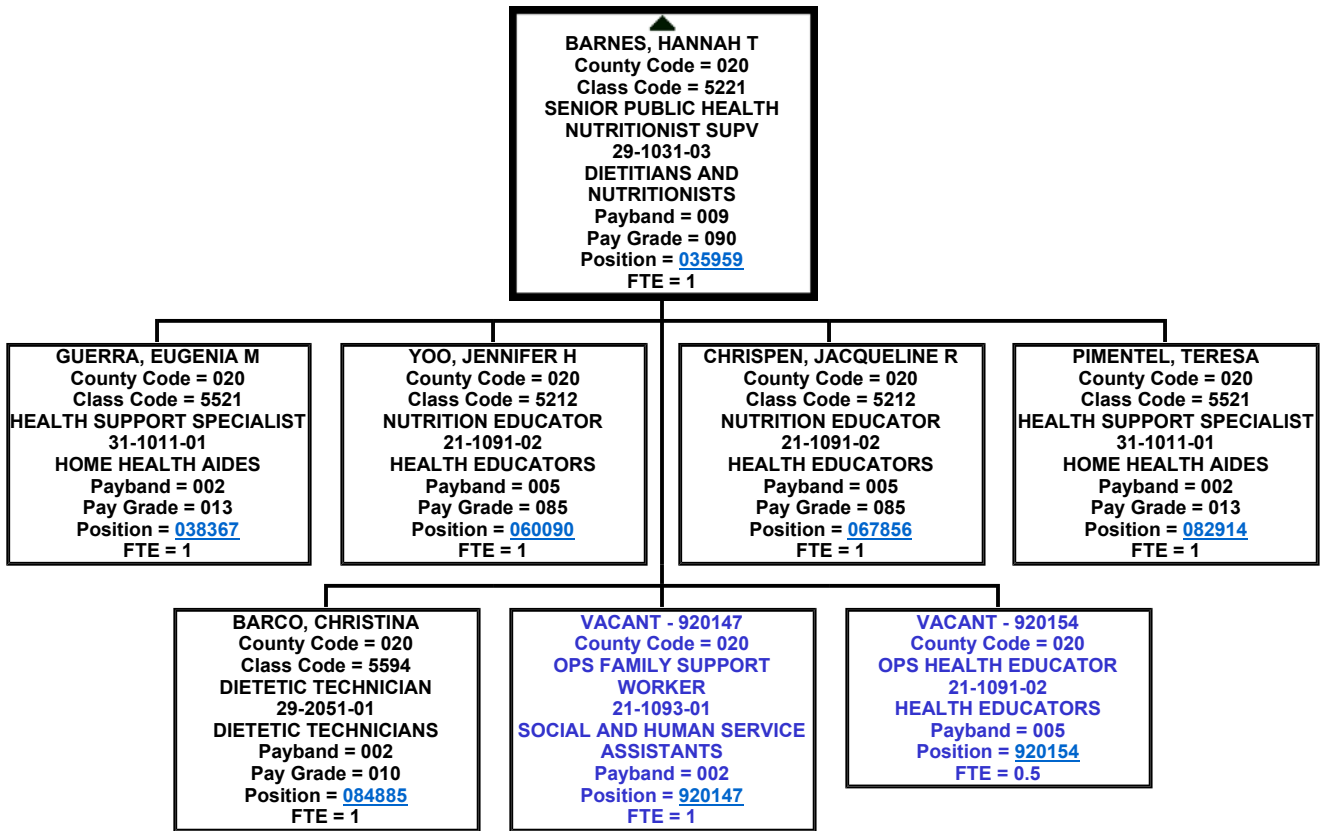 BARNES, HANNAH T
County Code = 020
Class Code = 5221
SENIOR PUBLIC HEALTH
NUTRITIONIST SUPV
29-1031-03
DIETITIANS AND
NUTRITIONISTS
Payband = 009
Pay Grade = 090
Position = 035959
FTE = 1
GUERRA, EUGENIA M
County Code = 020
Class Code = 5521
HEALTH SUPPORT SPECIALIST
31-1011-01
HOME HEALTH AIDES
Payband = 002
Pay Grade = 013
Position = 038367
FTE = 1
YOO, JENNIFER H
County Code = 020
Class Code = 5212
NUTRITION EDUCATOR
21-1091-02
HEALTH EDUCATORS
Payband = 005
Pay Grade = 085
Position = 060090
FTE = 1
CHRISPEN, JACQUELINE R
County Code = 020
Class Code = 5212
NUTRITION EDUCATOR
21-1091-02
HEALTH EDUCATORS
Payband = 005
Pay Grade = 085
Position = 067856
FTE = 1
PIMENTEL, TERESA
County Code = 020
Class Code = 5521
HEALTH SUPPORT SPECIALIST
31-1011-01
HOME HEALTH AIDES
Payband = 002
Pay Grade = 013
Position = 082914
FTE = 1
BARCO, CHRISTINA
County Code = 020
Class Code = 5594
DIETETIC TECHNICIAN
29-2051-01
DIETETIC TECHNICIANS
Payband = 002
Pay Grade = 010
Position = 084885
FTE = 1
VACANT - 920147
County Code = 020
OPS FAMILY SUPPORT
WORKER
21-1093-01
SOCIAL AND HUMAN SERVICE
ASSISTANTS
Payband = 002
Position = 920147
FTE = 1
VACANT - 920154
County Code = 020
OPS HEALTH EDUCATOR
21-1091-02
HEALTH EDUCATORS
Payband = 005
Position = 920154
FTE = 0.5